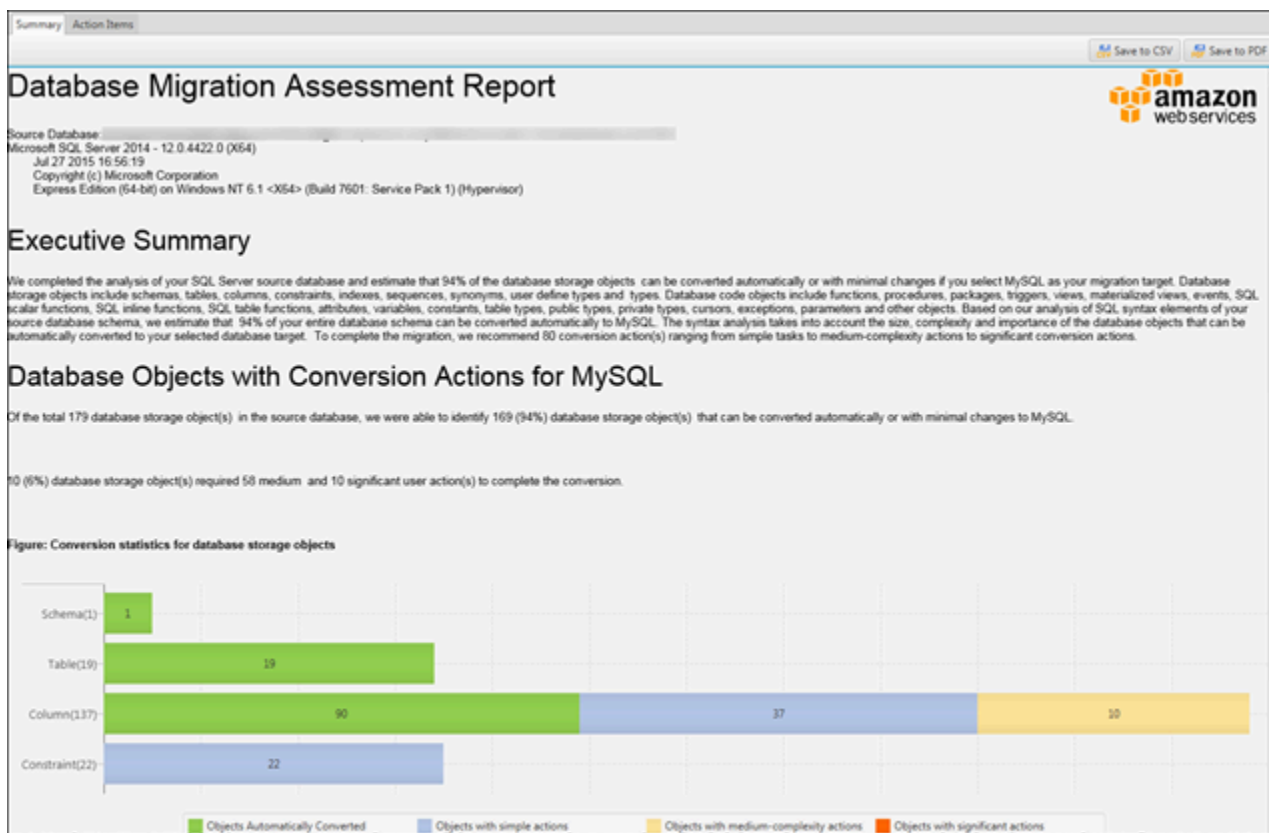 Summary Action Items
Save to CSV Save to PDF
Database Migration Assessment Report
amazon
webservices
Source Database:
Microsoft SQL Server 2014 - 12.0.4422.0 (X64)
Jul 27 2015 16:56:19
Copyright (c) Microsoft Corporation
Express Edition (64-bit) on Windows NT 6.1 <X64> (Build 7601: Service Pack 1) (Hypervisor)
Executive Summary
We completed the analysis of your SQL Server source database and estimate that 94% of the database storage objects can be converted automatically or with minimal changes if you select MySQL as your migration target. Database
storage objects include schemas, tables, columns, constraints, indexes, sequences, synonyms, user define types and types. Database code objects include functions, procedures, packages, triggers, views, materialized views, events, SQL
scalar functions, SQL inline functions, SQL table functions, attributes, variables, constants, table types, public types, private types, cursors, exceptions, parameters and other objects. Based on our analysis of SQL syntax elements of your
source database schema, we estimate that 94% of your entire database schema can be converted automatically to MySQL. The syntax analysis takes into account the size, complexity and importance of the database objects that can be
automatically converted to your selected database target. To complete the migration, we recommend 80 conversion action(s) ranging from simple tasks to medium-complexity actions to significant conversion actions.
Database Objects with Conversion Actions for MySQL
Of the total 179 database storage object(s) in the source database, we were able to identify 169 (94%) database storage object(s) that can be converted automatically or with minimal changes to MySQL.
10 (6%) database storage object(s) required 58 medium and 10 significant user action(s) to complete the conversion.
Figure: Conversion statistics for database storage objects
Schema(1) 1
Table(19) 19
Column(137) 90 37 10
Constraint(22) 22
Objects Automatically Converted Objects with simple actions Objects with medium-complexity actions Objects with significant actions